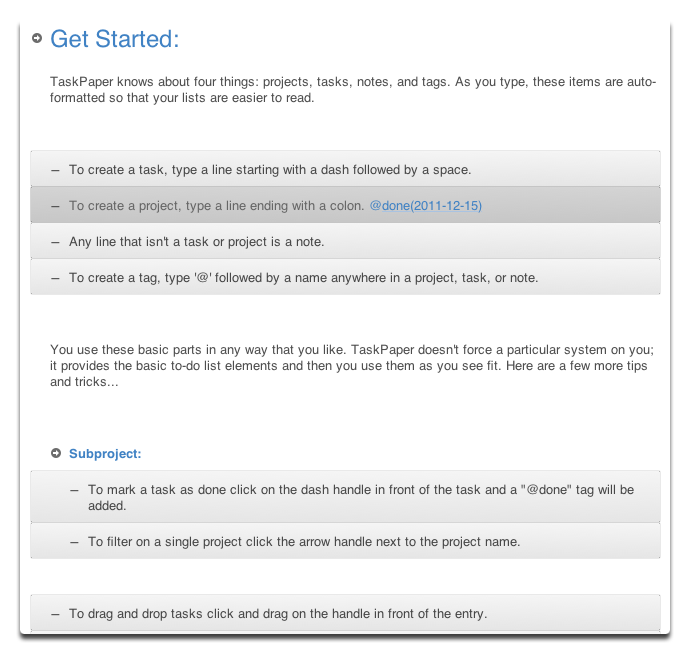 Get Started:
TaskPaper knows about four things: projects, tasks, notes, and tags. As you type, these items are auto-
formatted so that your lists are easier to read.
– To create a task, type a line starting with a dash followed by a space.
– To create a project, type a line ending with a colon. @done(2011-12-15)
– Any line that isn't a task or project is a note.
– To create a tag, type '@' followed by a name anywhere in a project, task, or note.
You use these basic parts in any way that you like. TaskPaper doesn't force a particular system on you;
it provides the basic to-do list elements and then you use them as you see fit. Here are a few more tips
and tricks...
Subproject:
– To mark a task as done click on the dash handle in front of the task and a "@done" tag will be
added.
– To filter on a single project click the arrow handle next to the project name.
– To drag and drop tasks click and drag on the handle in front of the entry.